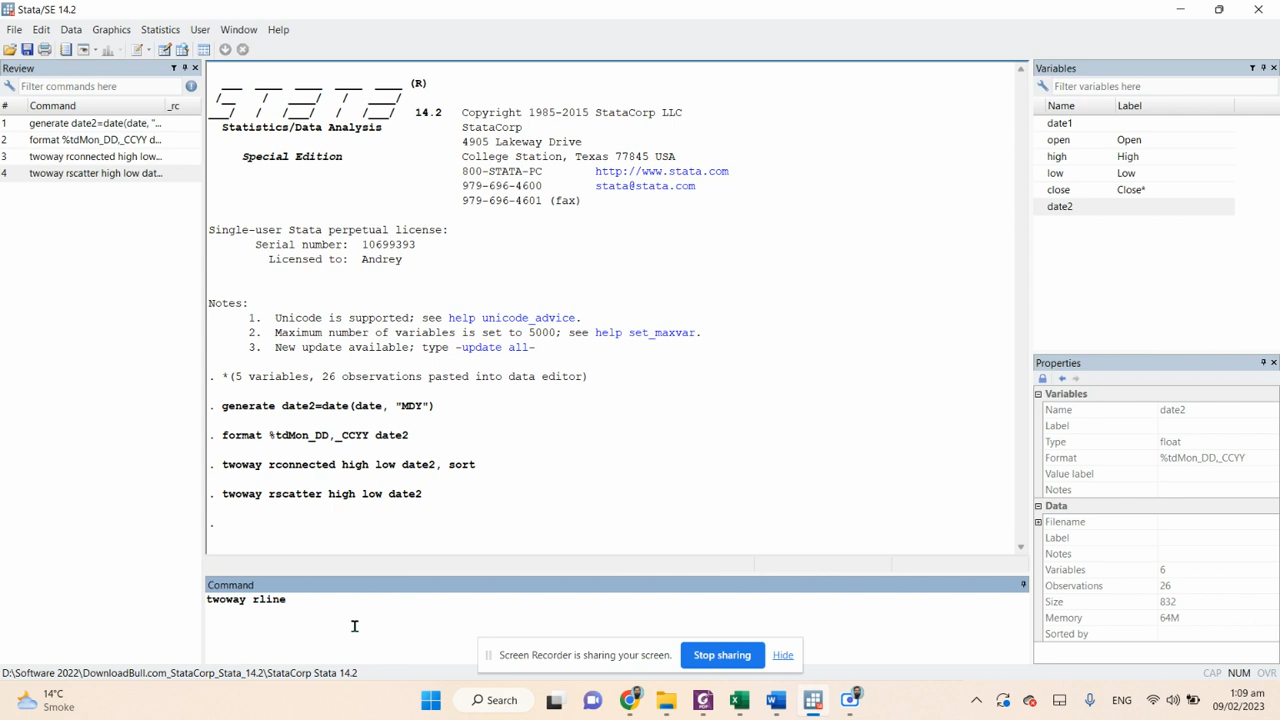 Stata/SE 14.2
File Edit Data Graphics Statistics User Window Help
Review
Filter commands here
# Command _rc
1 generate date2=date(date, "...
2 format %tdMon_DD,_CCYY d...
3 twoway rconnected high low...
4 twoway rscatter high low dat...
(R)
14.2 Copyright 1985-2015 StataCorp LLC
Statistics/Data Analysis StataCorp
4905 Lakeway Drive
Special Edition College Station, Texas 77845 USA
800-STATA-PC http://www.stata.com
979-696-4600 stata@stata.com
979-696-4601 (fax)
Single-user Stata perpetual license:
Serial number: 10699393
Licensed to: Andrey
Notes:
1. Unicode is supported; see help unicode_advice.
2. Maximum number of variables is set to 5000; see help set_maxvar.
3. New update available; type -update all-
. *(5 variables, 26 observations pasted into data editor)
. generate date2=date(date, "MDY")
. format %tdMon_DD,_CCYY date2
. twoway rconnected high low date2, sort
. twoway rscatter high low date2
.
Command
twoway rline
Variables
Filter variables here
Name Label
date1
open Open
high High
low Low
close Close*
date2
Properties
Variables
Name date2
Label
Type float
Format %tdMon_DD,_CCYY
Value label
Notes
Data
Filename
Label
Notes
Variables 6
Observations 26
Size 832
Memory 64M
Sorted by
Screen Recorder is sharing your screen. Stop sharing Hide
D:\Software 2022\DownloadBull.com_StataCorp_Stata_14.2\StataCorp Stata 14.2
CAP NUM OVR
14°C
Smoke
Search
ENG
1:09 am
09/02/2023